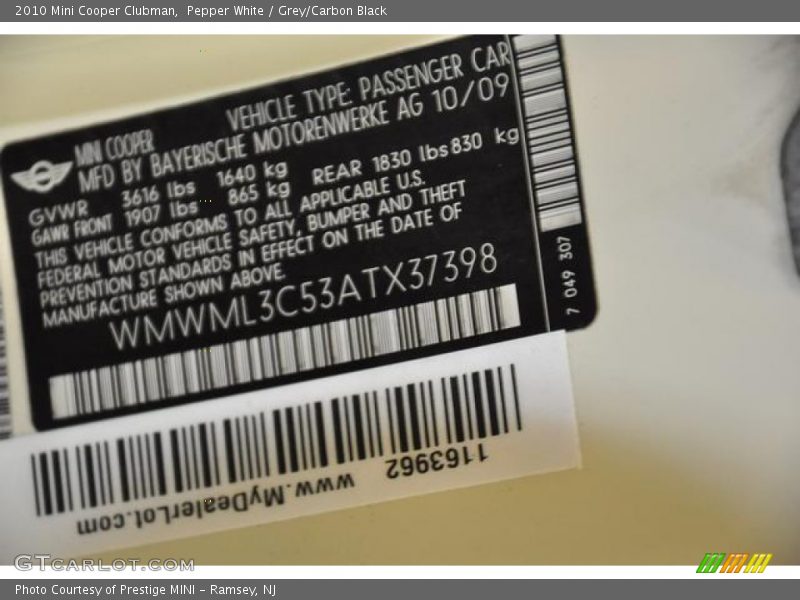 2010 Mini Cooper Clubman,  Pepper White / Grey/Carbon Black
MINI COOPER VEHICLE TYPE: PASSENGER CAR
MFD BY BAYERISCHE MOTORENWERKE AG 10/09
GVWR 3616 lbs 1640 kg
GAWR FRONT 1907 lbs 865 kg REAR 1830 lbs 830 kg
THIS VEHICLE CONFORMS TO ALL APPLICABLE U.S.
FEDERAL MOTOR VEHICLE SAFETY, BUMPER AND THEFT
PREVENTION STANDARDS IN EFFECT ON THE DATE OF
MANUFACTURE SHOWN ABOVE.
WMWML3C53ATX37398
7 049 307
1163962
www.MyDealerLot.com
GTCARLOT.COM
Photo Courtesy of Prestige MINI - Ramsey, NJ